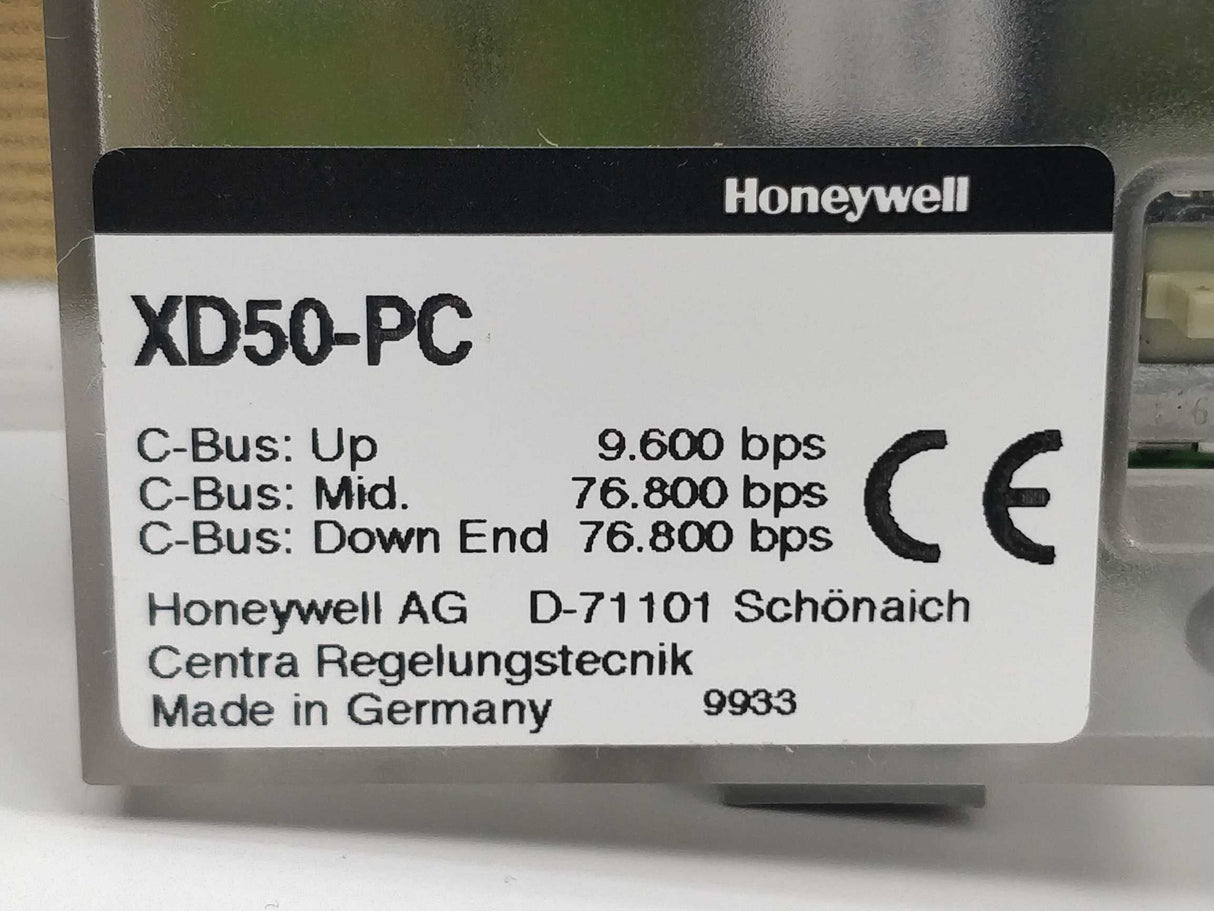 Honeywell
XD50-PC
C-Bus: Up 9.600 bps
C-Bus: Mid. 76.800 bps
C-Bus: Down End 76.800 bps
CE
Honeywell AG D-71101 Schönaich
Centra Regelungstecnik
Made in Germany 9933